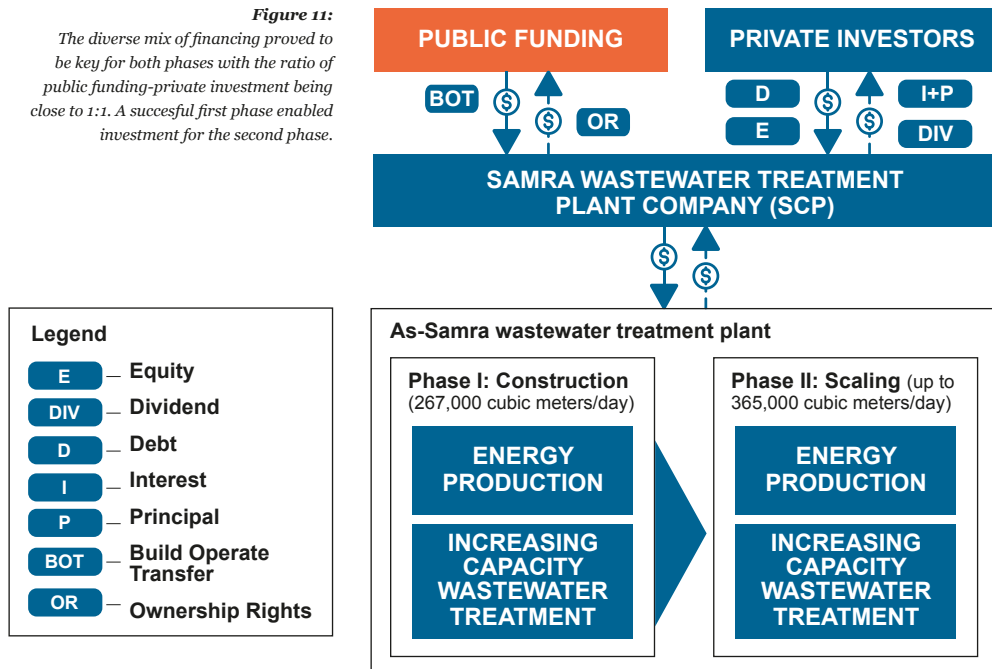 Figure 11:
The diverse mix of financing proved to
be key for both phases with the ratio of
public funding-private investment being
close to 1:1. A succesful first phase enabled
investment for the second phase.
PUBLIC FUNDING
PRIVATE INVESTORS
BOT
$
$
OR
D
E
$
$
I+P
DIV
SAMRA WASTEWATER TREATMENT
PLANT COMPANY (SCP)
$
$
Legend
E – Equity
DIV – Dividend
D – Debt
I – Interest
P – Principal
BOT – Build Operate
Transfer
OR – Ownership Rights
As-Samra wastewater treatment plant
Phase I: Construction
(267,000 cubic meters/day)
ENERGY
PRODUCTION
INCREASING
CAPACITY
WASTEWATER
TREATMENT
Phase II: Scaling (up to
365,000 cubic meters/day)
ENERGY
PRODUCTION
INCREASING
CAPACITY
WASTEWATER
TREATMENT